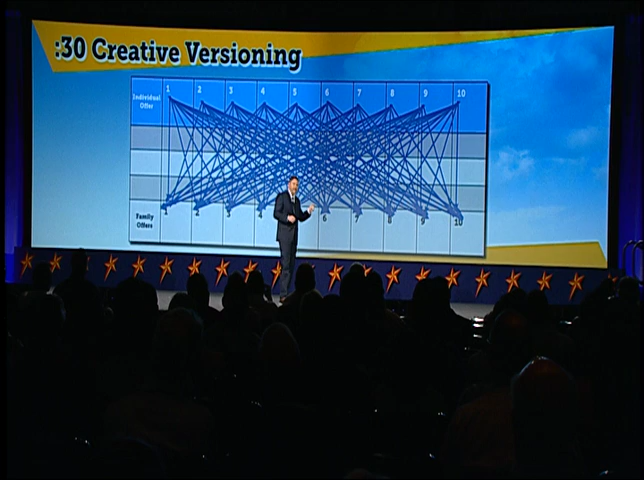 :30 Creative Versioning
1 2 3 4 5 6 7 8 9 10
Individual
Offer
Family
Offers
1 2 3 4 6 7 8 9 10